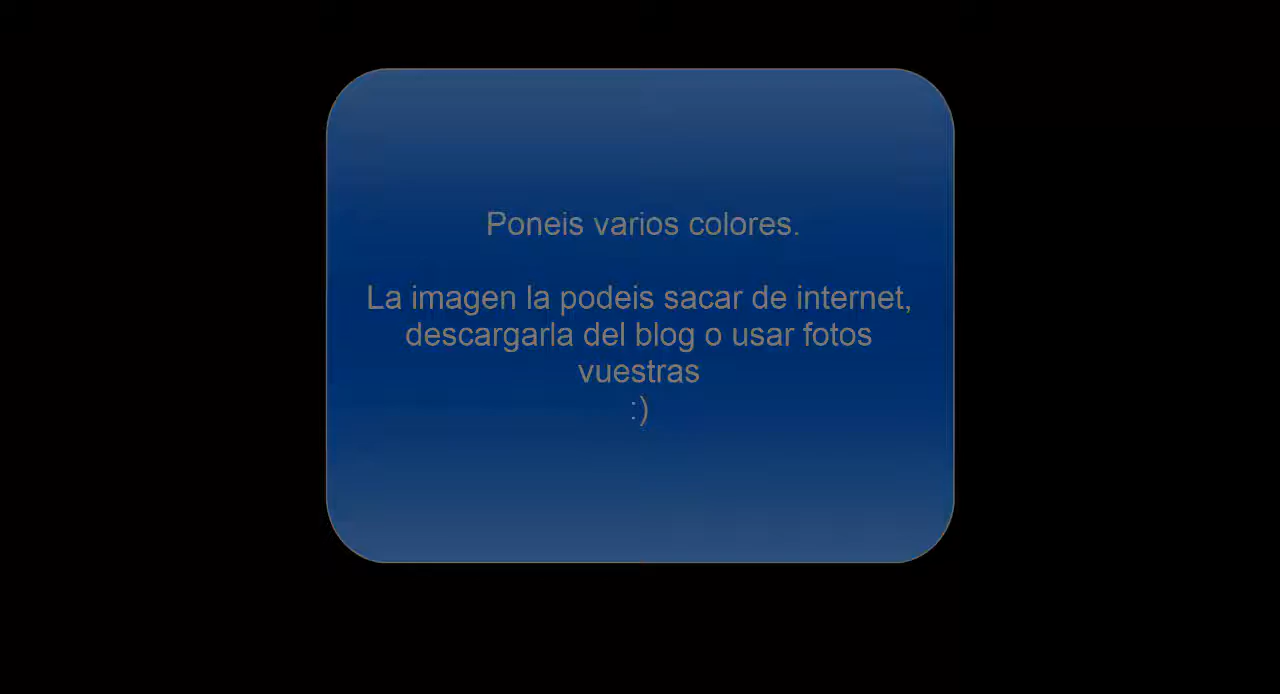 Poneis varios colores.
La imagen la podeis sacar de internet,
descargarla del blog o usar fotos
vuestras
:)